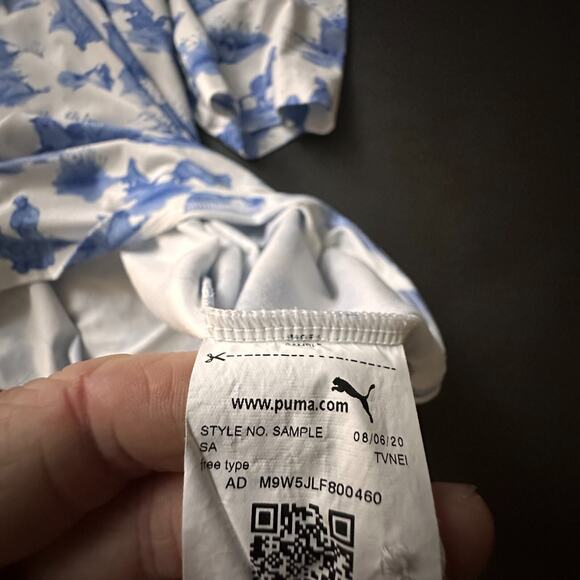 www.puma.com
STYLE NO. SAMPLE 08/06/20
SA TVNEI
free type
AD M9W5JLF800460